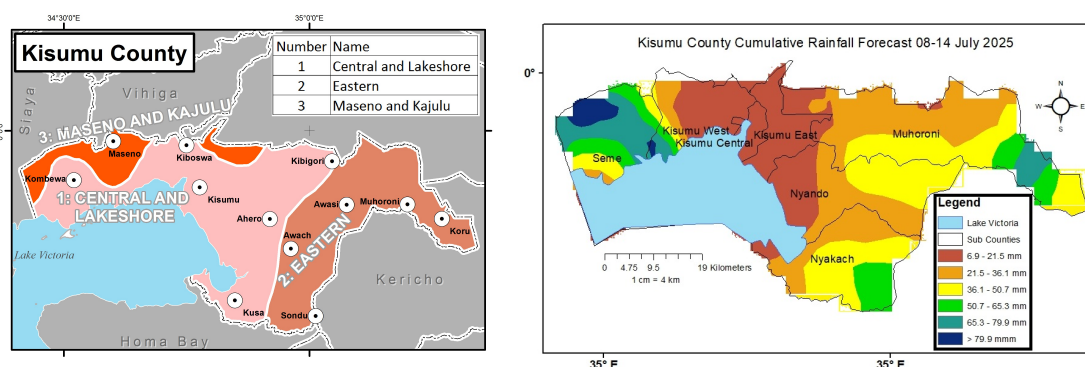 34°30'0"E
35°0'0"E
Kisumu County
Number Name
1 Central and Lakeshore
2 Eastern
3 Maseno and Kajulu
Siaya
Vihiga
3: MASENO AND KAJULU
Maseno
Kiboswa
Kibigori
Kombewa
1: CENTRAL AND
LAKESHORE
Kisumu
Ahero
Awasi
Muhoroni
Koru
Awach
2: EASTERN
Lake Victoria
Kericho
Kusa
Sondu
Homa Bay
Kisumu County Cumulative Rainfall Forecast 08-14 July 2025
0°
N
W
E
S
Kisumu West
Kisumu Central
Kisumu East
Muhoroni
Seme
Nyando
Nyakach
0 4.75 9.5 19 Kilometers
1 cm = 4 km
Legend
Lake Victoria
Sub Counties
6.9 - 21.5 mm
21.5 - 36.1 mm
36.1 - 50.7 mm
50.7 - 65.3 mm
65.3 - 79.9 mm
> 79.9 mmm
35° E
35° E